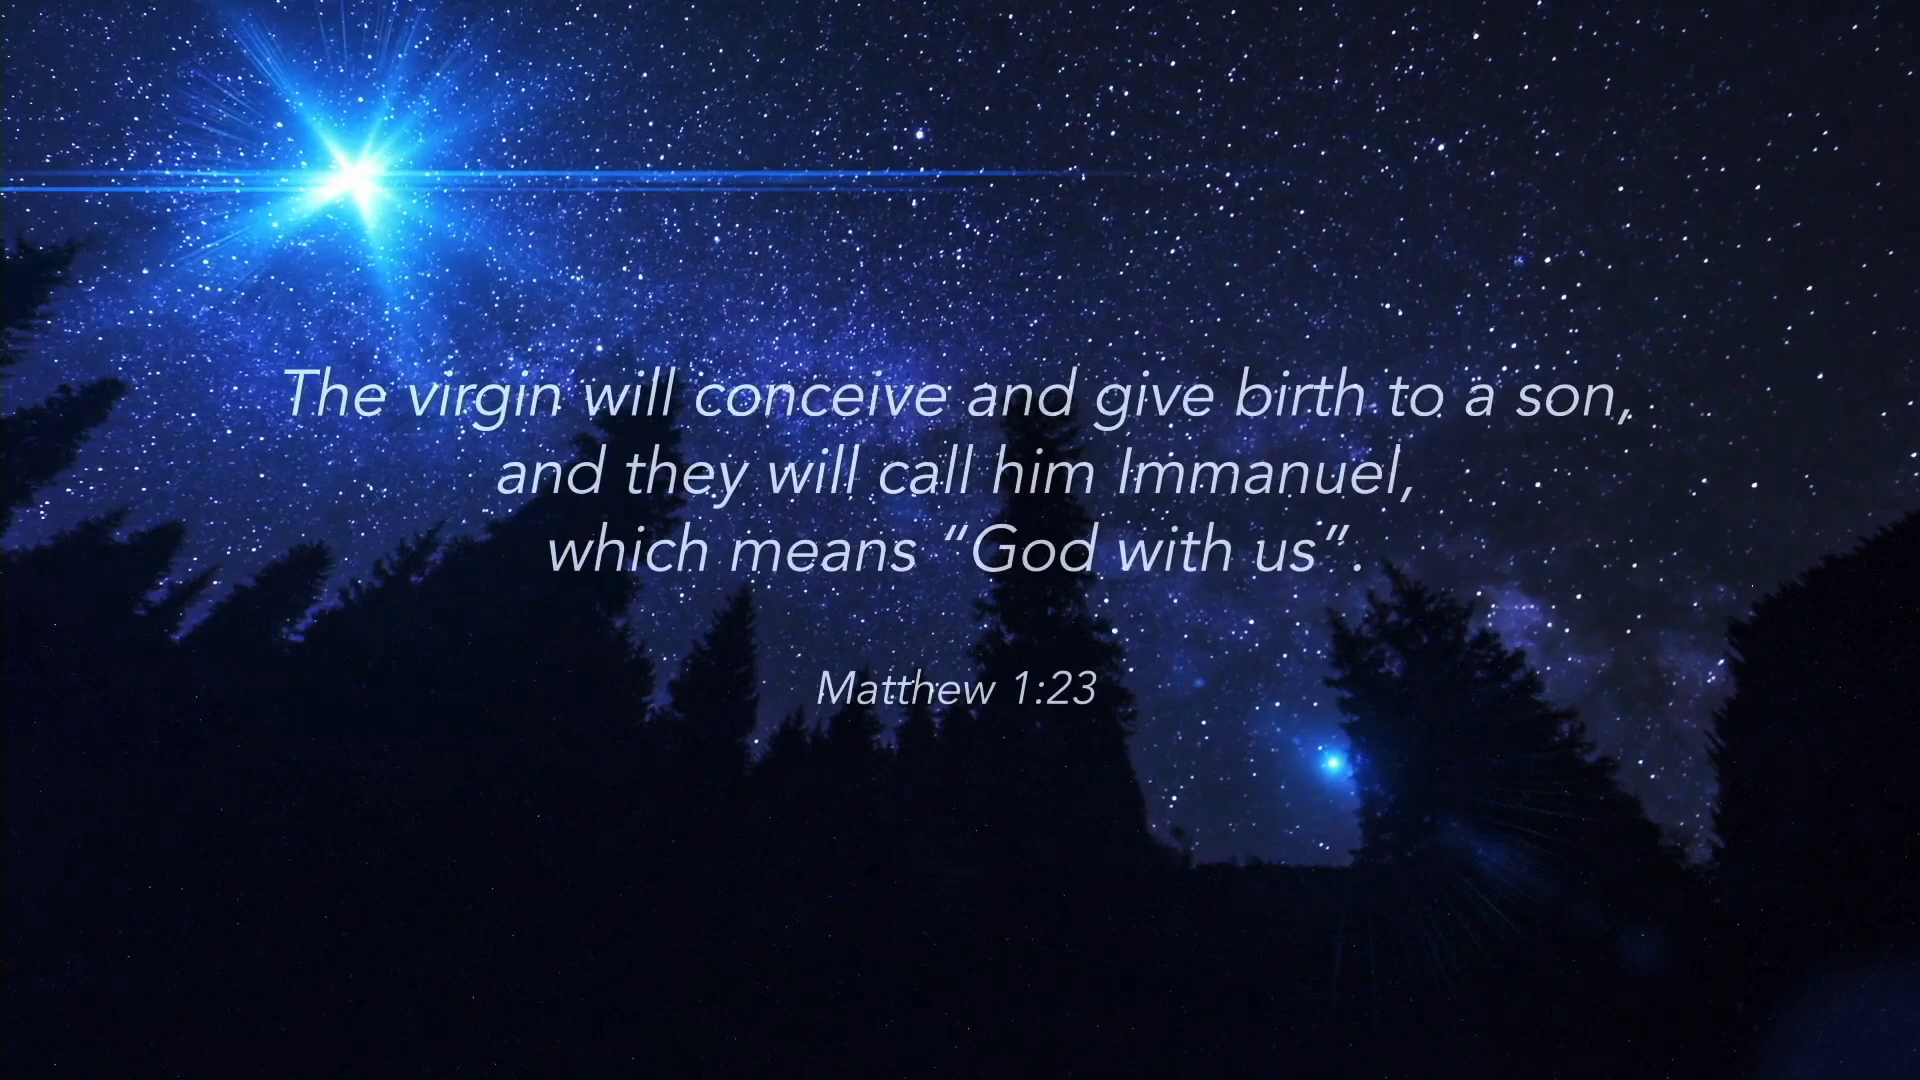 The virgin will conceive and give birth to a son,
and they will call him Immanuel,
which means “God with us”.
Matthew 1:23